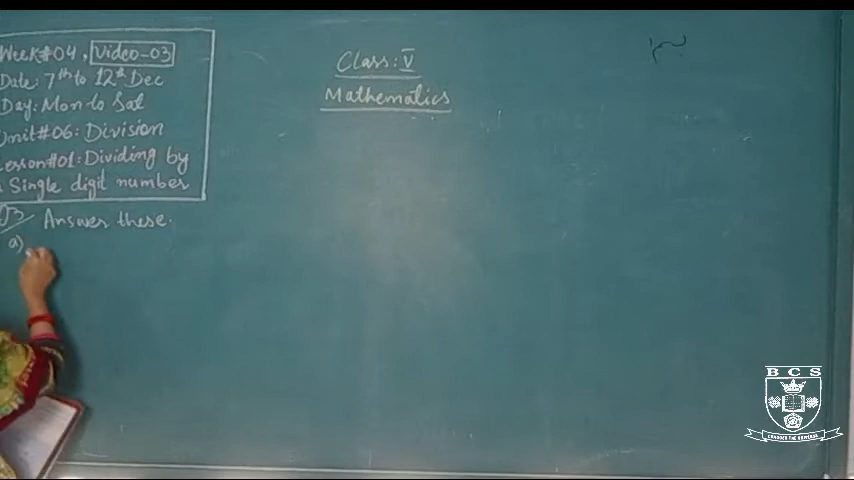 Week#04, Video-03
Date: 7th to 12th Dec
Day: Mon to Sat
Unit#06: Division
Lesson#01: Dividing by
Single digit number
Answer these.
a)
Class: V
Mathematics
BCS